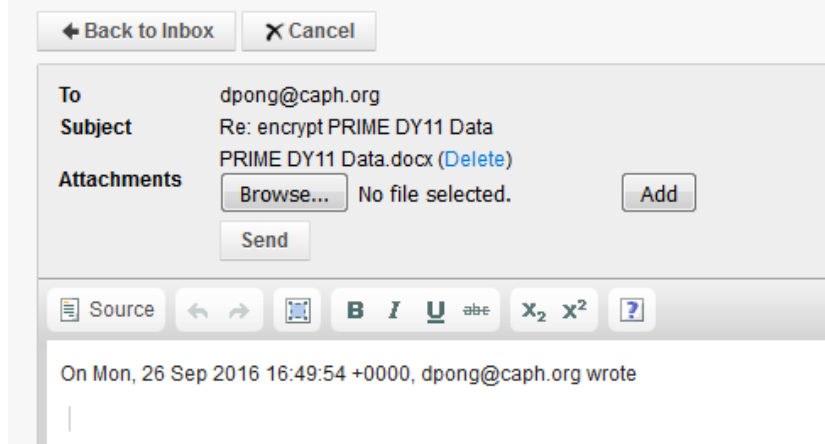 Back to Inbox Cancel
To dpong@caph.org
Subject Re: encrypt PRIME DY11 Data
PRIME DY11 Data.docx (Delete)
Attachments
Browse... No file selected. Add
Send
Source B I U abc X₂ X² ?
On Mon, 26 Sep 2016 16:49:54 +0000, dpong@caph.org wrote